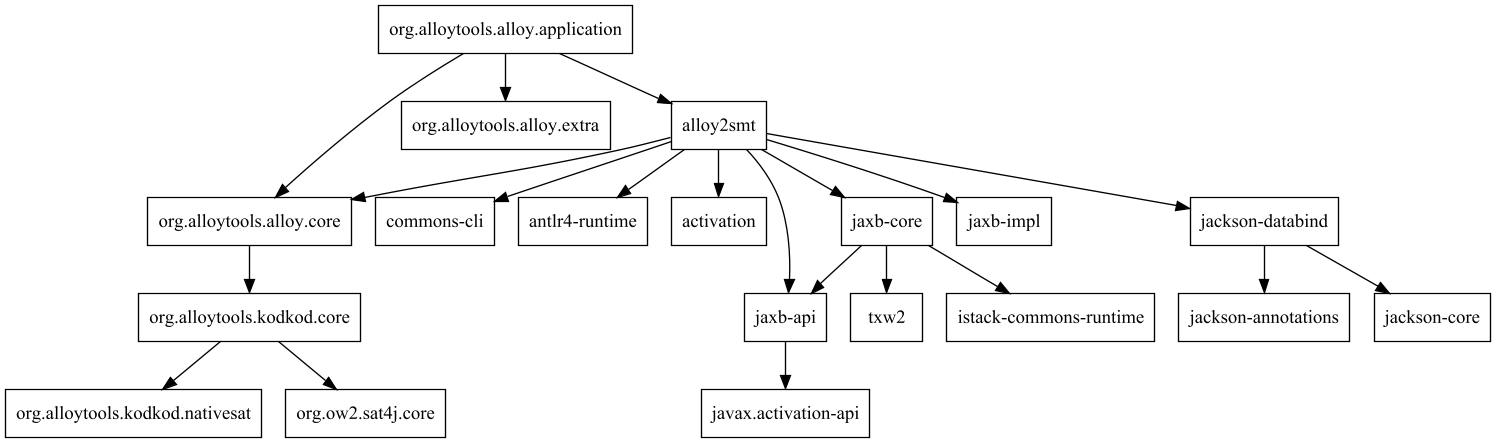 org.alloytools.alloy.application
org.alloytools.alloy.extra
alloy2smt
org.alloytools.alloy.core
commons-cli
antlr4-runtime
activation
jaxb-core
jaxb-impl
jackson-databind
org.alloytools.kodkod.core
jaxb-api
txw2
istack-commons-runtime
jackson-annotations
jackson-core
org.alloytools.kodkod.nativesat
org.ow2.sat4j.core
javax.activation-api